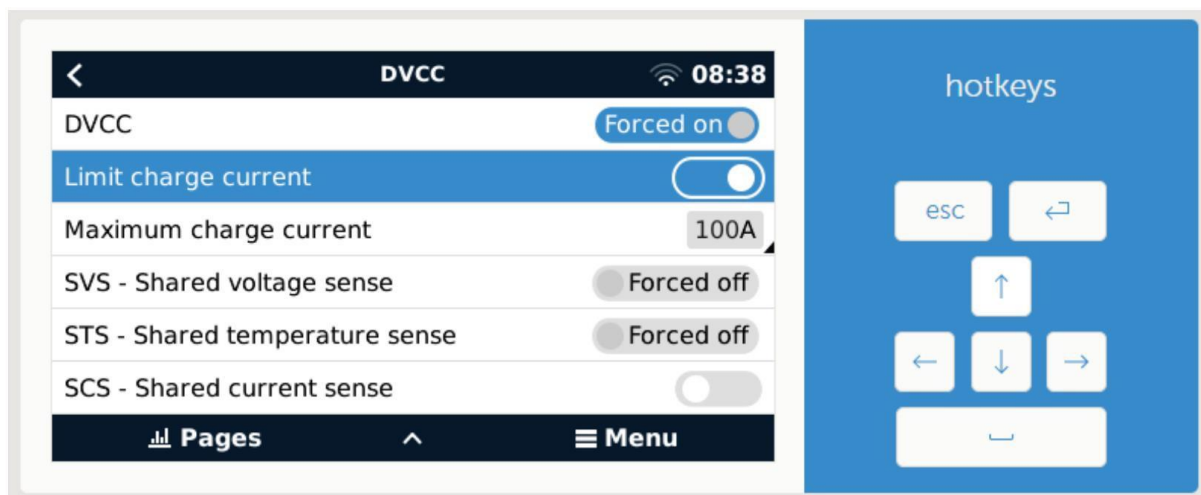 DVCC 08:38
DVCC Forced on
Limit charge current
Maximum charge current 100A
SVS - Shared voltage sense Forced off
STS - Shared temperature sense Forced off
SCS - Shared current sense
Pages Menu
hotkeys
esc